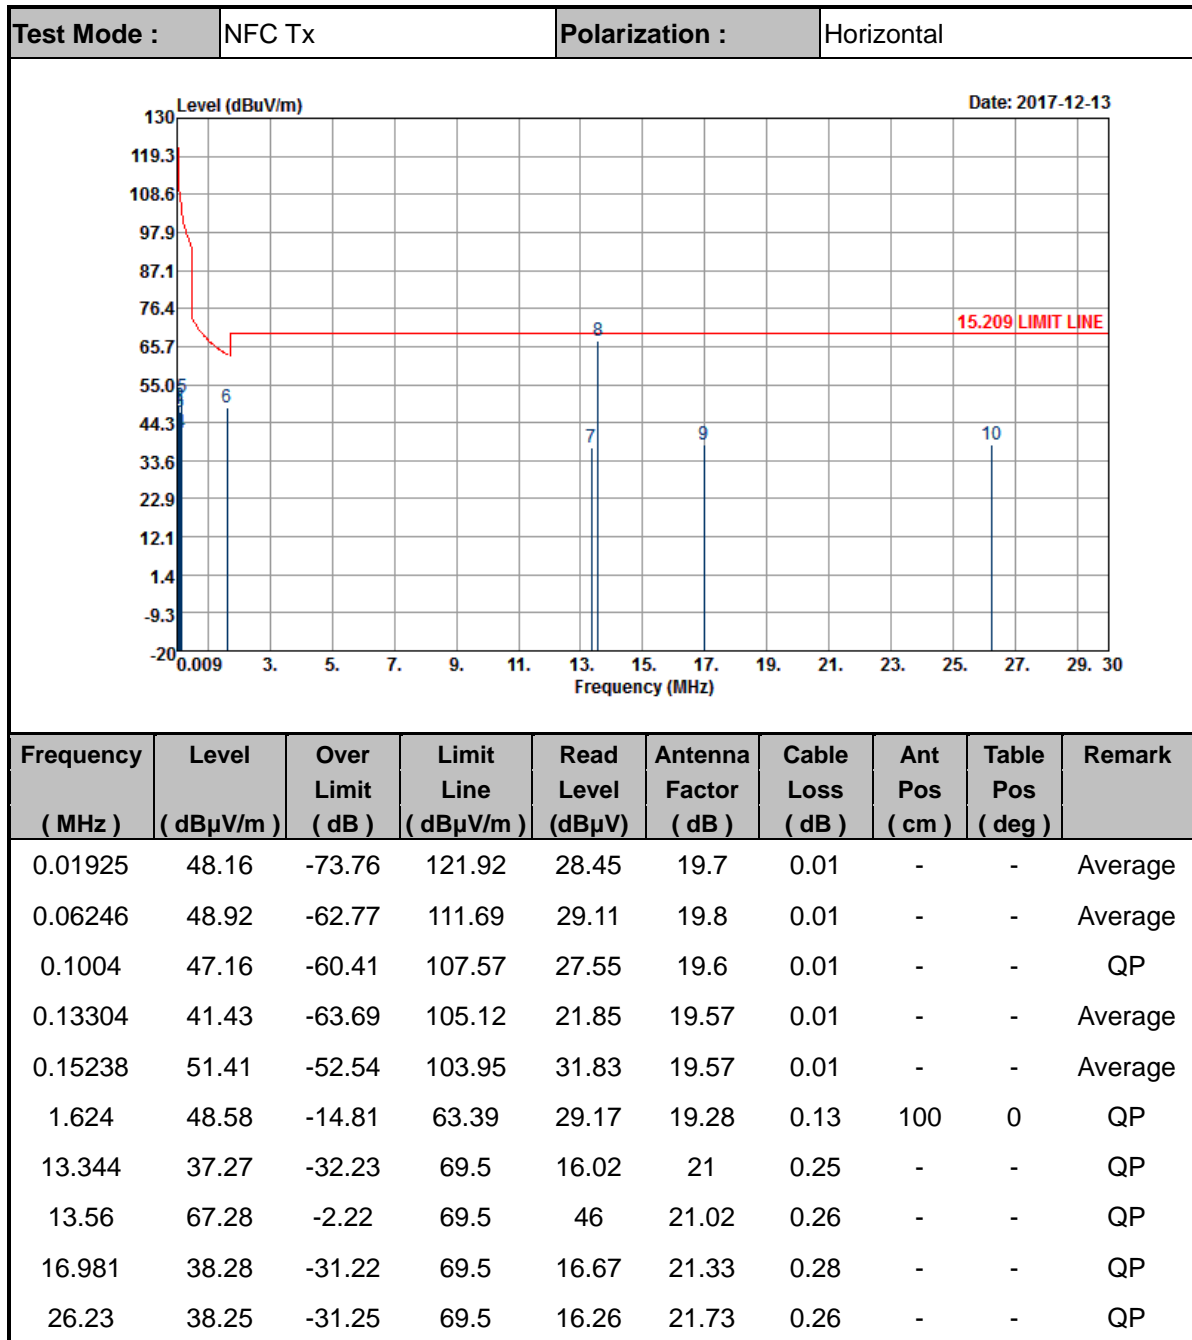 Test Mode : NFC Tx Polarization : Horizontal
Level (dBuV/m) Date: 2017-12-13
130
119.3
108.6
97.9
87.1
76.4
65.7
55.0
44.3
33.6
22.9
12.1
1.4
-9.3
-20
15.209 LIMIT LINE
5
6
7
8
9
10
0.009 3. 5. 7. 9. 11. 13. 15. 17. 19. 21. 23. 25. 27. 29. 30
Frequency (MHz)
Frequency Level Over Limit Read Antenna Cable Ant Table Remark
Limit Line Level Factor Loss Pos Pos
( MHz ) ( dBµV/m ) ( dB ) ( dBµV/m ) (dBµV) ( dB ) ( dB ) ( cm ) ( deg )
0.01925 48.16 -73.76 121.92 28.45 19.7 0.01 - - Average
0.06246 48.92 -62.77 111.69 29.11 19.8 0.01 - - Average
0.1004 47.16 -60.41 107.57 27.55 19.6 0.01 - - QP
0.13304 41.43 -63.69 105.12 21.85 19.57 0.01 - - Average
0.15238 51.41 -52.54 103.95 31.83 19.57 0.01 - - Average
1.624 48.58 -14.81 63.39 29.17 19.28 0.13 100 0 QP
13.344 37.27 -32.23 69.5 16.02 21 0.25 - - QP
13.56 67.28 -2.22 69.5 46 21.02 0.26 - - QP
16.981 38.28 -31.22 69.5 16.67 21.33 0.28 - - QP
26.23 38.25 -31.25 69.5 16.26 21.73 0.26 - - QP